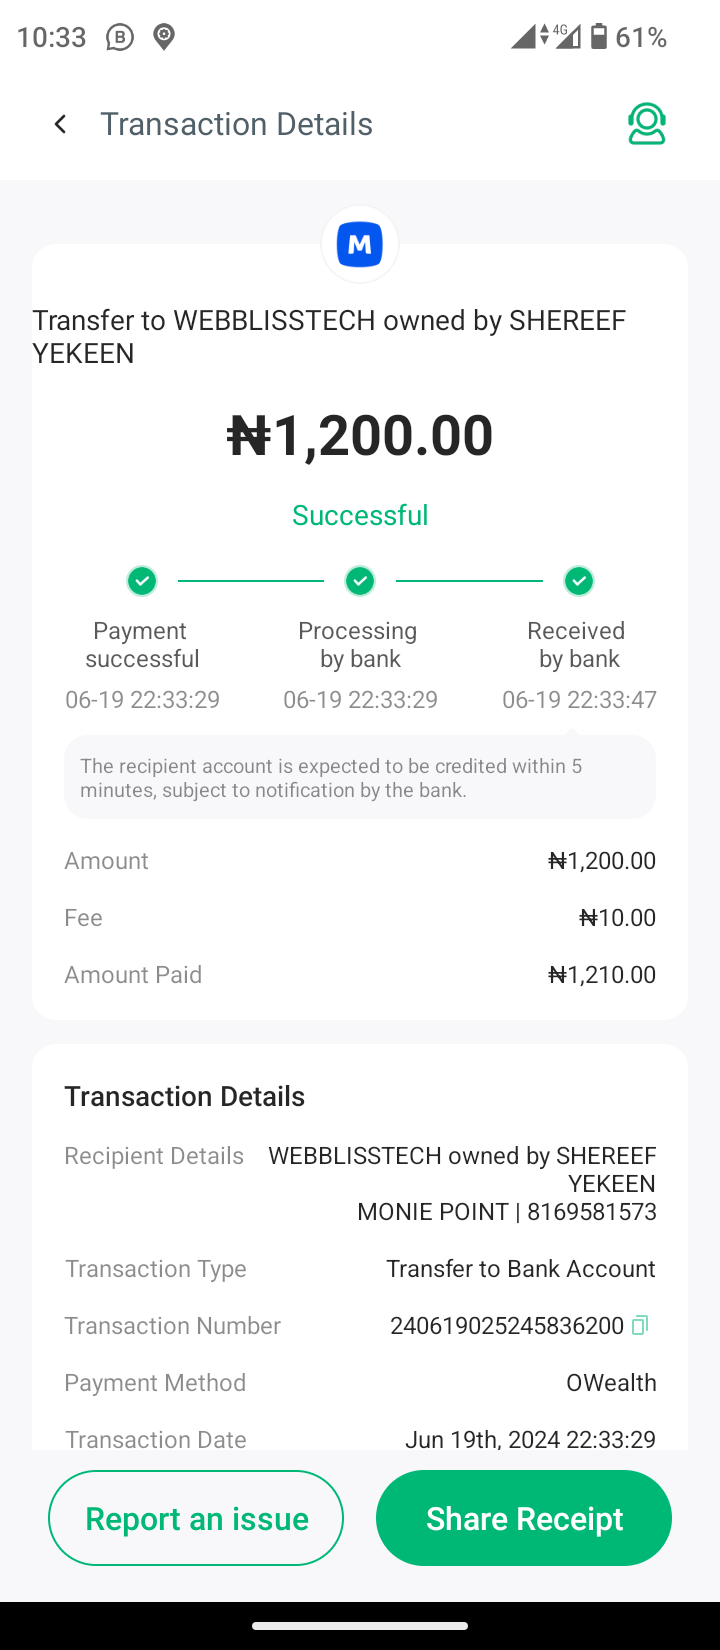 10:33 B 4G 61%
Transaction Details
M
Transfer to WEBBLISSTECH owned by SHEREEF
YEKEEN
₦1,200.00
Successful
Payment successful
Processing by bank
Received by bank
06-19 22:33:29
06-19 22:33:29
06-19 22:33:47
The recipient account is expected to be credited within 5
minutes, subject to notification by the bank.
Amount ₦1,200.00
Fee ₦10.00
Amount Paid ₦1,210.00
Transaction Details
Recipient Details WEBBLISSTECH owned by SHEREEF
YEKEEN
MONIE POINT | 8169581573
Transaction Type Transfer to Bank Account
Transaction Number 240619025245836200
Payment Method OWealth
Transaction Date Jun 19th, 2024 22:33:29
Report an issue Share Receipt